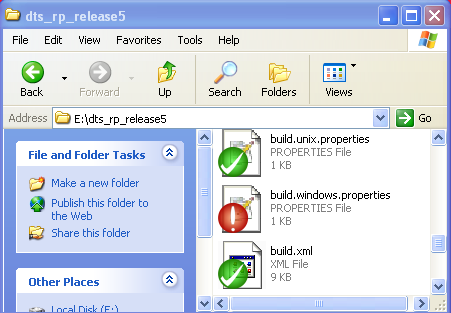 dts_rp_release5
File Edit View Favorites Tools Help
Back Forward Up Search Folders Views
Address E:\dts_rp_release5 Go
File and Folder Tasks
Make a new folder
Publish this folder to
the Web
Share this folder
Other Places
Local Disk (E:)
build.unix.properties
PROPERTIES File
1 KB
build.windows.properties
PROPERTIES File
1 KB
build.xml
XML File
9 KB